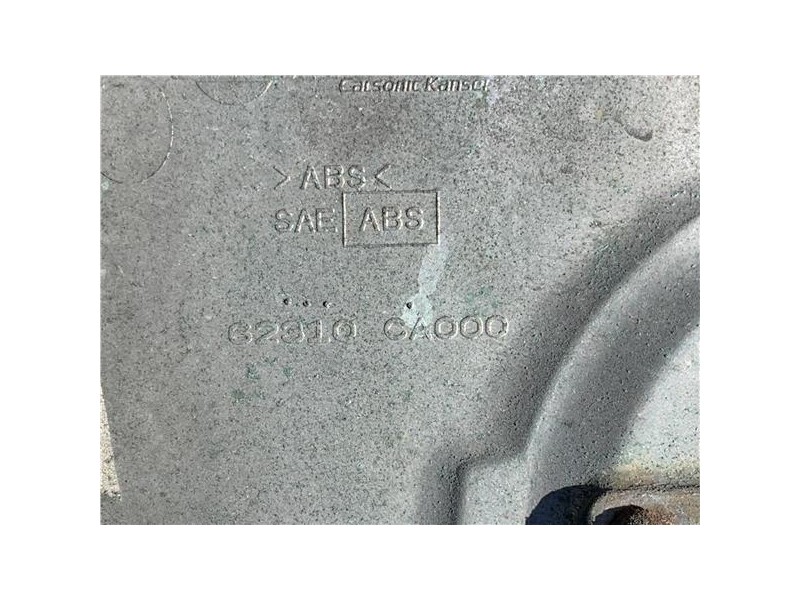 Calsonic Kansei
>ABS<
SAE ABS
62310 CA000